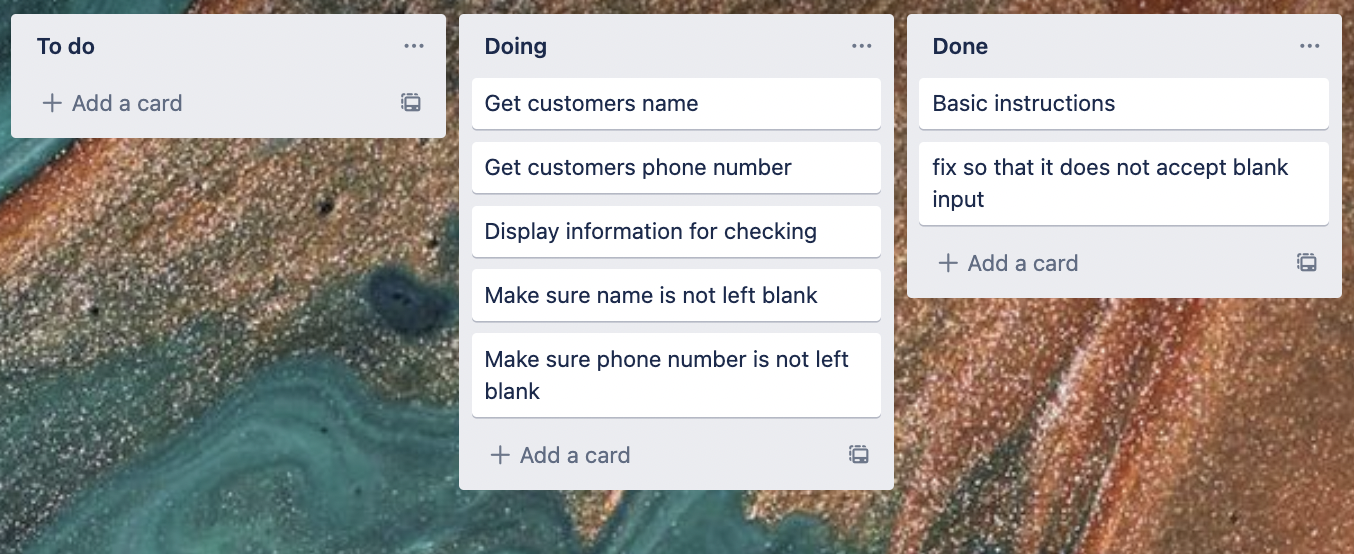 To do
Add a card
Doing
Get customers name
Get customers phone number
Display information for checking
Make sure name is not left blank
Make sure phone number is not left
blank
Add a card
Done
Basic instructions
fix so that it does not accept blank
input
Add a card